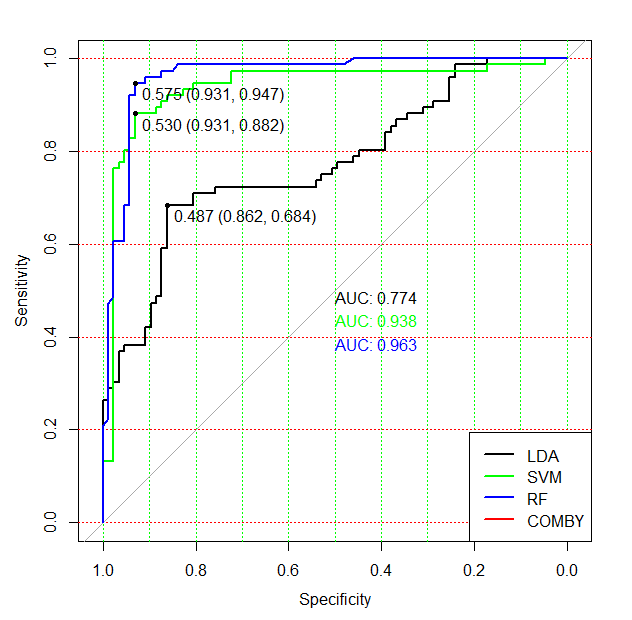 1.0
0.8
0.6
0.4
0.2
0.0
Sensitivity
0.575 (0.931, 0.947)
0.530 (0.931, 0.882)
0.487 (0.862, 0.684)
AUC: 0.774
AUC: 0.938
AUC: 0.963
LDA
SVM
RF
COMBY
1.0 0.8 0.6 0.4 0.2 0.0
Specificity